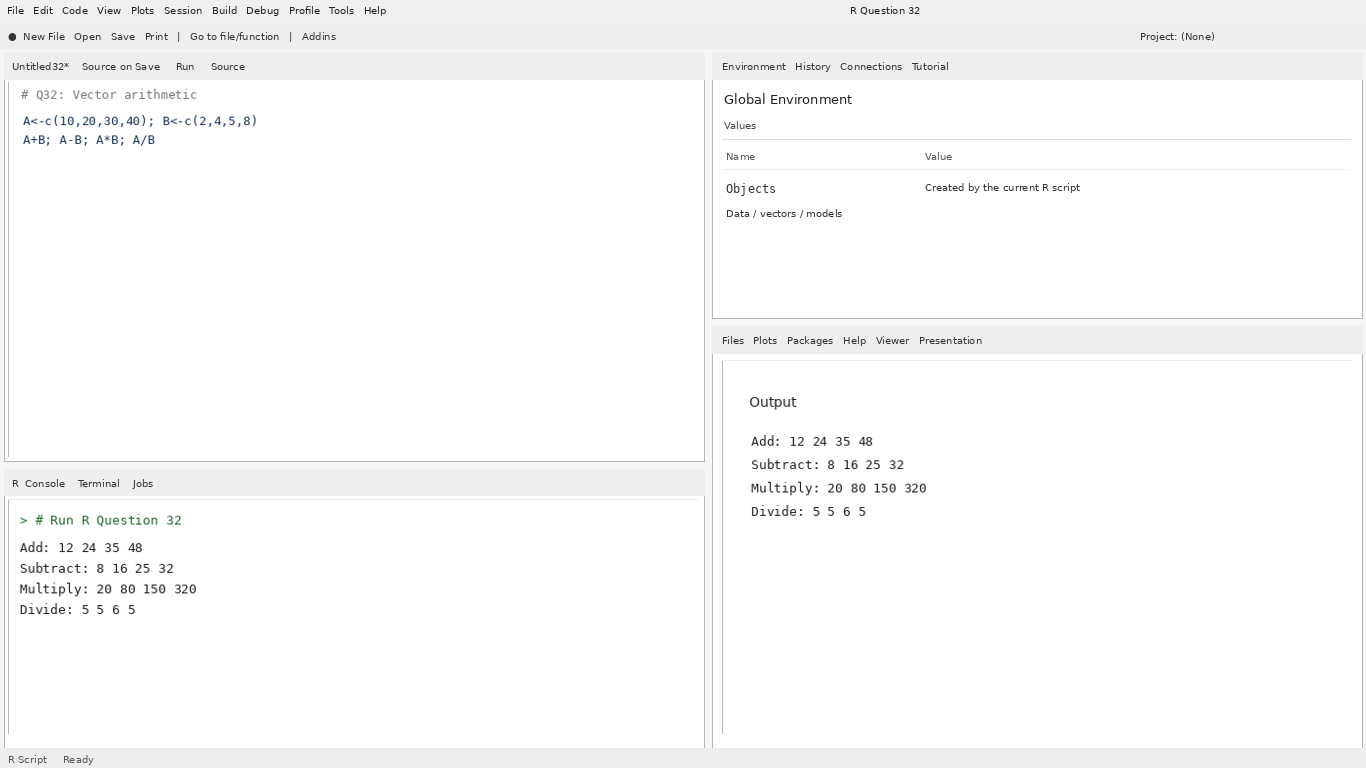 File Edit Code View Plots Session Build Debug Profile Tools Help R Question 32
● New File Open Save Print | Go to file/function | Addins Project: (None)
Untitled32* Source on Save Run Source
# Q32: Vector arithmetic
A<-c(10,20,30,40); B<-c(2,4,5,8)
A+B; A-B; A*B; A/B
R Console Terminal Jobs
> # Run R Question 32
Add: 12 24 35 48
Subtract: 8 16 25 32
Multiply: 20 80 150 320
Divide: 5 5 6 5
Environment History Connections Tutorial
Global Environment
Values
Name Value
Objects Created by the current R script
Data / vectors / models
Files Plots Packages Help Viewer Presentation
Output
Add: 12 24 35 48
Subtract: 8 16 25 32
Multiply: 20 80 150 320
Divide: 5 5 6 5
R Script Ready